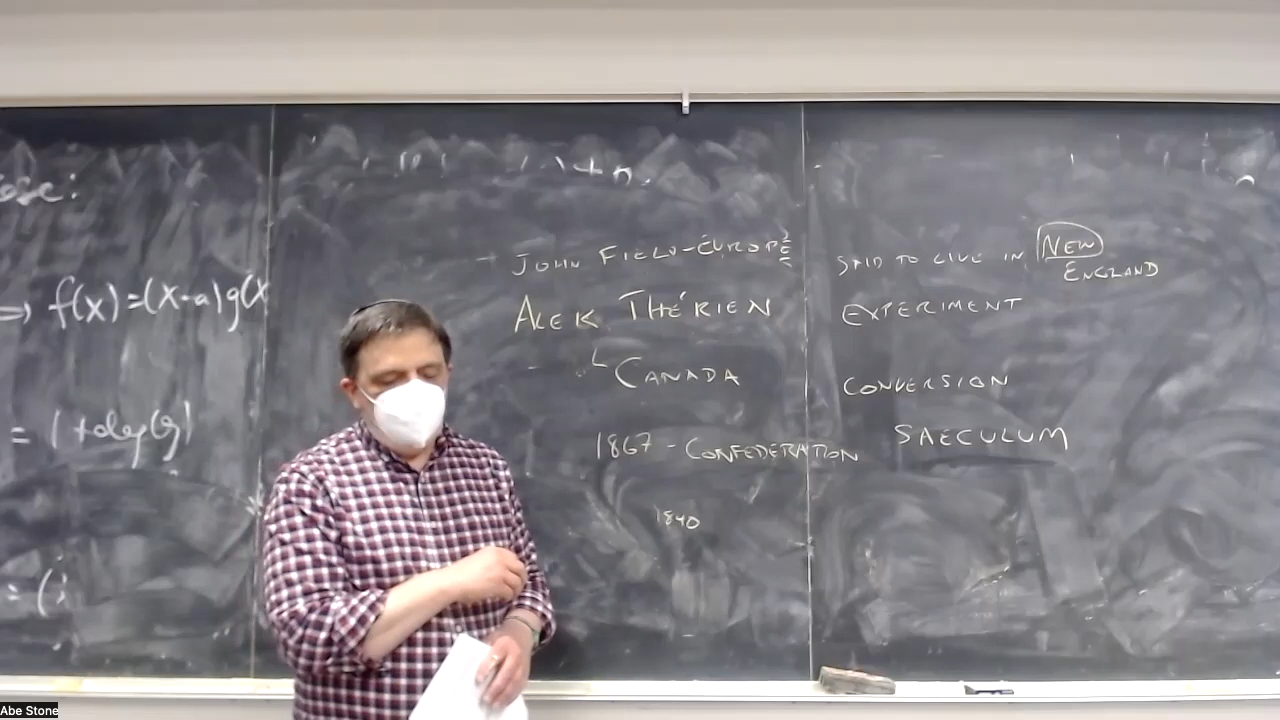 ⇒ f(x)=(x-a)g(x
= 1+deg(g)
JOHN FIELD-EUROPE
ALEK THÉRIEN
CANADA
1867 - CONFEDERATION
1840
SAID TO LIVE IN NEW
ENGLAND
EXPERIMENT
CONVERSION
SAECULUM
Abe Stone